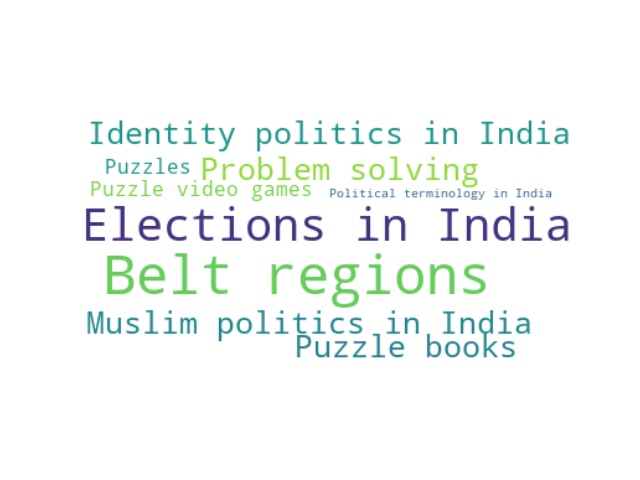 Identity politics in India
Puzzles Problem solving
Puzzle video games Political terminology in India
Elections in India
Belt regions
Muslim politics in India
Puzzle books